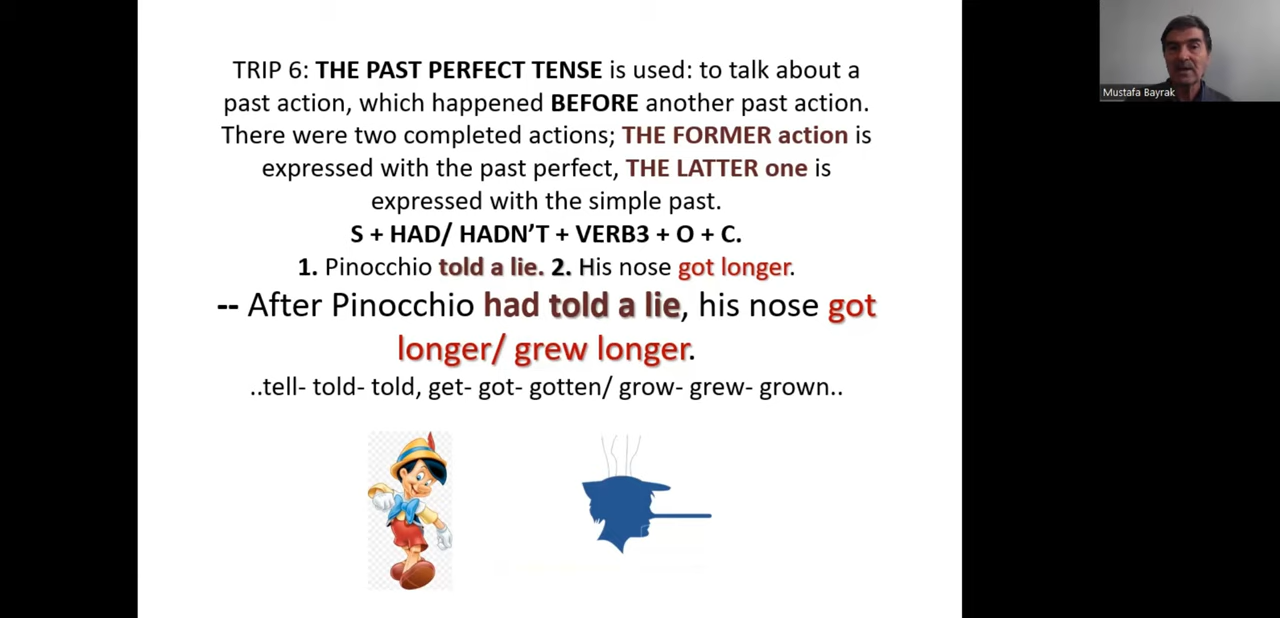 TRIP 6: THE PAST PERFECT TENSE is used: to talk about a
past action, which happened BEFORE another past action.
There were two completed actions; THE FORMER action is
expressed with the past perfect, THE LATTER one is
expressed with the simple past.
S + HAD/ HADN'T + VERB3 + O + C.
1. Pinocchio told a lie. 2. His nose got longer.
-- After Pinocchio had told a lie, his nose got
longer/ grew longer.
..tell- told- told, get- got- gotten/ grow- grew- grown..
Mustafa Bayrak